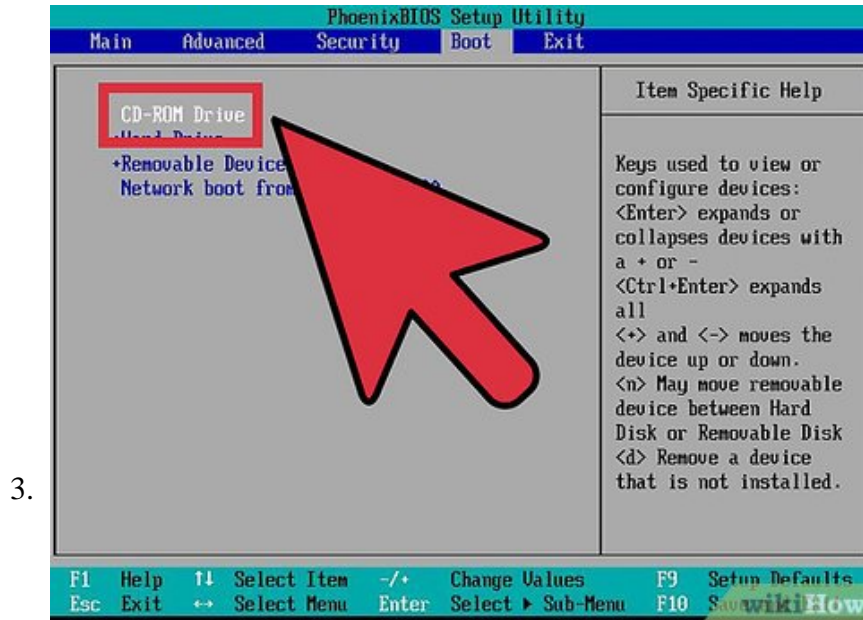 PhoenixBIOS Setup Utility
Main Advanced Security Boot Exit
CD-ROM Drive
+Removable Device
Network boot from
Item Specific Help
Keys used to view or
configure devices:
<Enter> expands or
collapses devices with
a + or -
<Ctrl+Enter> expands
all
<+> and <-> moves the
device up or down.
<n> May move removable
device between Hard
Disk or Removable Disk
<d> Remove a device
that is not installed.
3.
F1 Help ↑↓ Select Item -/+ Change Values F9 Setup Defaults
Esc Exit ↔ Select Menu Enter Select ▶ Sub-Menu F10
wikiHow